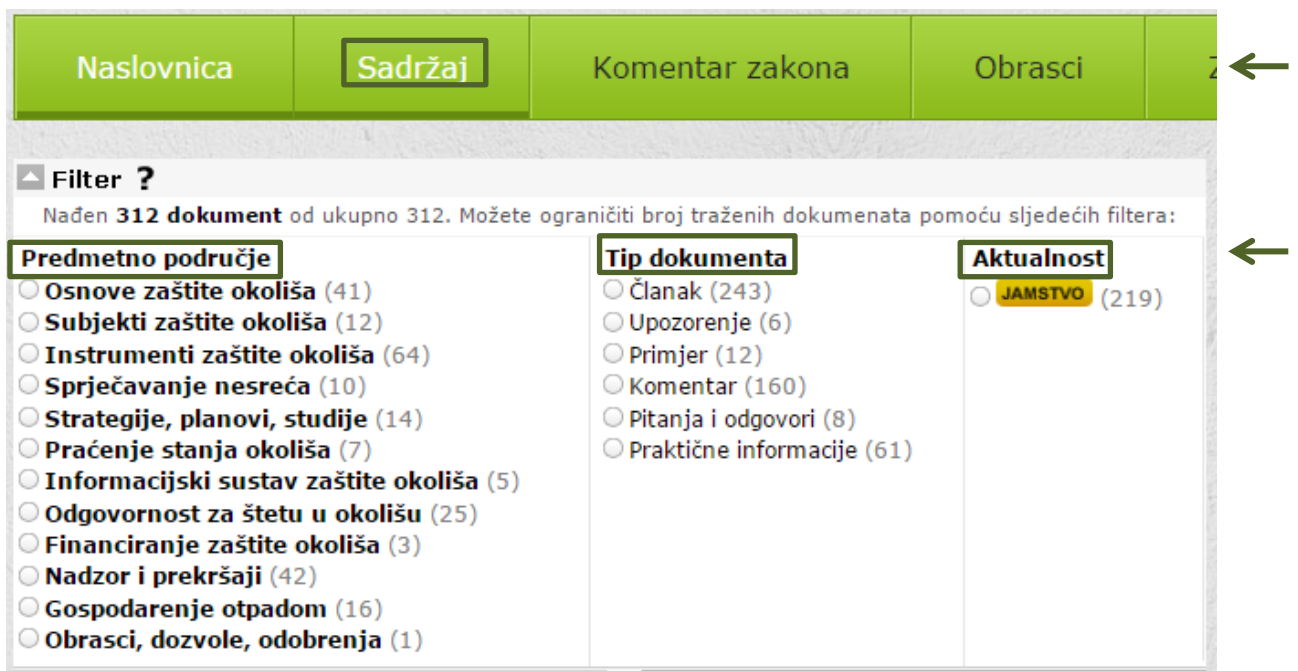 Naslovnica Sadržaj Komentar zakona Obrasci Z
Filter ?
Nađen 312 dokument od ukupno 312. Možete ograničiti broj traženih dokumenata pomoću sljedećih filtera:
Predmetno područje
Osnove zaštite okoliša (41)
Subjekti zaštite okoliša (12)
Instrumenti zaštite okoliša (64)
Sprječavanje nesreća (10)
Strategije, planovi, studije (14)
Praćenje stanja okoliša (7)
Informacijski sustav zaštite okoliša (5)
Odgovornost za štetu u okolišu (25)
Financiranje zaštite okoliša (3)
Nadzor i prekršaji (42)
Gospodarenje otpadom (16)
Obrasci, dozvole, odobrenja (1)
Tip dokumenta
Članak (243)
Upozorenje (6)
Primjer (12)
Komentar (160)
Pitanja i odgovori (8)
Praktične informacije (61)
Aktualnost
JAMSTVO (219)